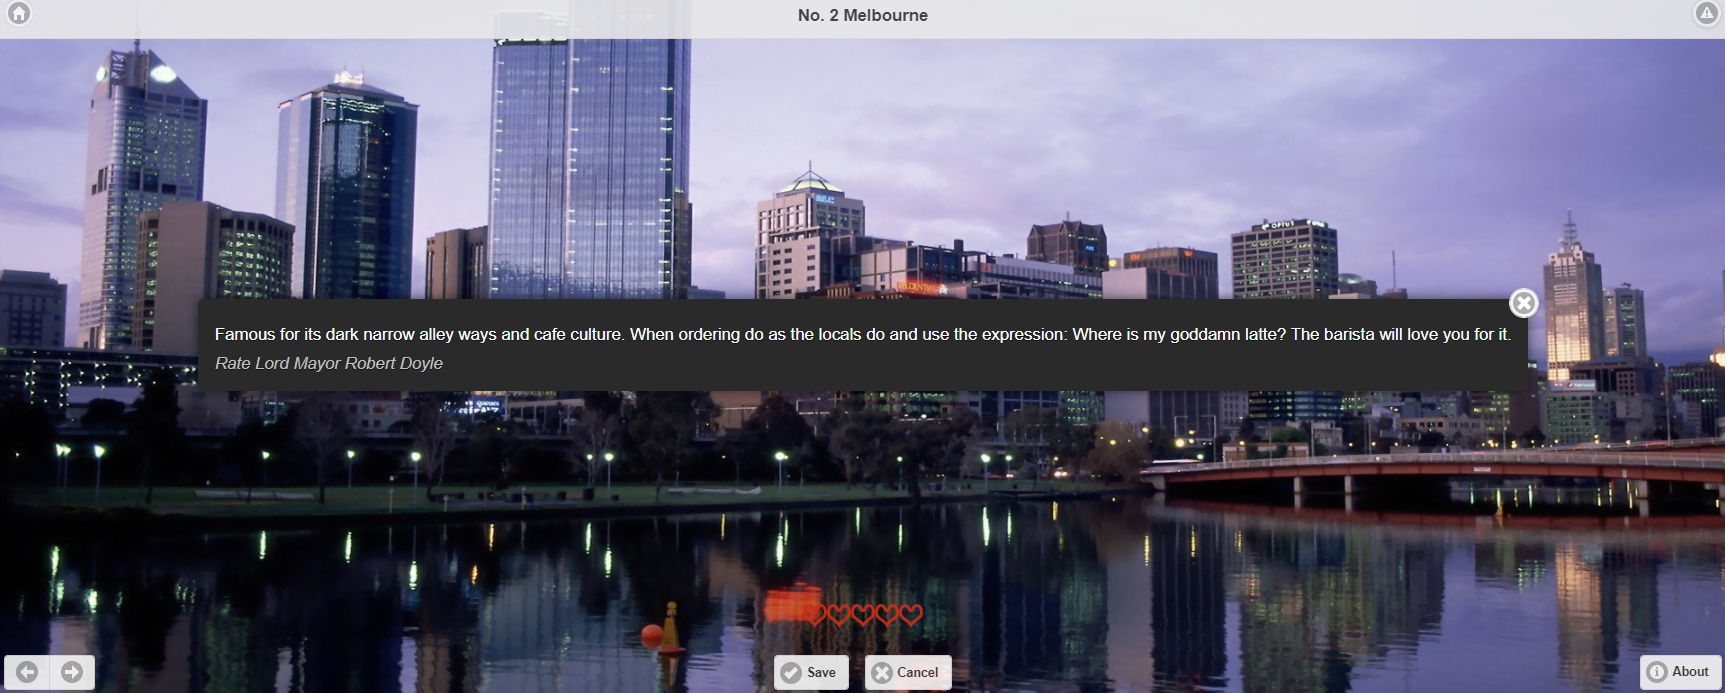 No. 2 Melbourne
OPTUS
PRUDENTIAL
Famous for its dark narrow alley ways and cafe culture. When ordering do as the locals do and use the expression: Where is my goddamn latte? The barista will love you for it.
Rate Lord Mayor Robert Doyle
Save
Cancel
About